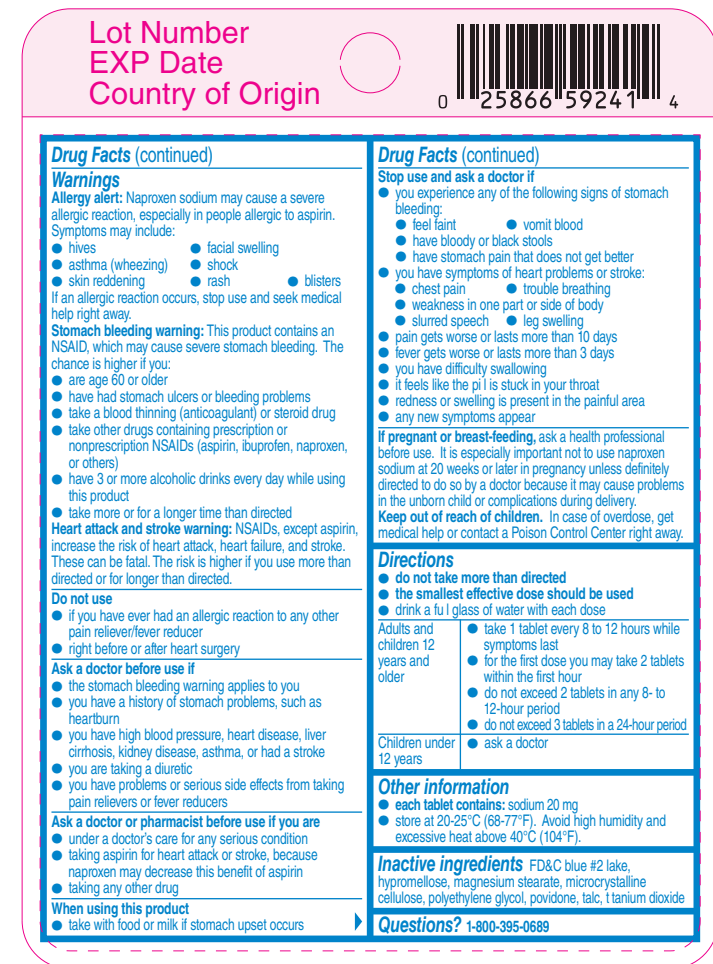 Lot Number
EXP Date
Country of Origin
0 25866 59241 4
Drug Facts (continued)
Warnings
Allergy alert: Naproxen sodium may cause a severe
allergic reaction, especially in people allergic to aspirin.
Symptoms may include:
● hives ● facial swelling
● asthma (wheezing) ● shock
● skin reddening ● rash ● blisters
If an allergic reaction occurs, stop use and seek medical
help right away.
Stomach bleeding warning: This product contains an
NSAID, which may cause severe stomach bleeding. The
chance is higher if you:
● are age 60 or older
● have had stomach ulcers or bleeding problems
● take a blood thinning (anticoagulant) or steroid drug
● take other drugs containing prescription or
nonprescription NSAIDs (aspirin, ibuprofen, naproxen,
or others)
● have 3 or more alcoholic drinks every day while using
this product
● take more or for a longer time than directed
Heart attack and stroke warning: NSAIDs, except aspirin,
increase the risk of heart attack, heart failure, and stroke.
These can be fatal. The risk is higher if you use more than
directed or for longer than directed.
Do not use
● if you have ever had an allergic reaction to any other
pain reliever/fever reducer
● right before or after heart surgery
Ask a doctor before use if
● the stomach bleeding warning applies to you
● you have a history of stomach problems, such as
heartburn
● you have high blood pressure, heart disease, liver
cirrhosis, kidney disease, asthma, or had a stroke
● you are taking a diuretic
● you have problems or serious side effects from taking
pain relievers or fever reducers
Ask a doctor or pharmacist before use if you are
● under a doctor's care for any serious condition
● taking aspirin for heart attack or stroke, because
naproxen may decrease this benefit of aspirin
● taking any other drug
When using this product
● take with food or milk if stomach upset occurs
Drug Facts (continued)
Stop use and ask a doctor if
● you experience any of the following signs of stomach
bleeding:
● feel faint ● vomit blood
● have bloody or black stools
● have stomach pain that does not get better
● you have symptoms of heart problems or stroke:
● chest pain ● trouble breathing
● weakness in one part or side of body
● slurred speech ● leg swelling
● pain gets worse or lasts more than 10 days
● fever gets worse or lasts more than 3 days
● you have difficulty swallowing
● it feels like the pi l is stuck in your throat
● redness or swelling is present in the painful area
● any new symptoms appear
If pregnant or breast-feeding, ask a health professional
before use. It is especially important not to use naproxen
sodium at 20 weeks or later in pregnancy unless definitely
directed to do so by a doctor because it may cause problems
in the unborn child or complications during delivery.
Keep out of reach of children. In case of overdose, get
medical help or contact a Poison Control Center right away.
Directions
● do not take more than directed
● the smallest effective dose should be used
● drink a fu l glass of water with each dose
Adults and
children 12
years and
older
● take 1 tablet every 8 to 12 hours while
symptoms last
● for the first dose you may take 2 tablets
within the first hour
● do not exceed 2 tablets in any 8- to
12-hour period
● do not exceed 3 tablets in a 24-hour period
Children under
12 years
● ask a doctor
Other information
● each tablet contains: sodium 20 mg
● store at 20-25°C (68-77°F). Avoid high humidity and
excessive heat above 40°C (104°F).
Inactive ingredients FD&C blue #2 lake,
hypromellose, magnesium stearate, microcrystalline
cellulose, polyethylene glycol, povidone, talc, t tanium dioxide
Questions? 1-800-395-0689